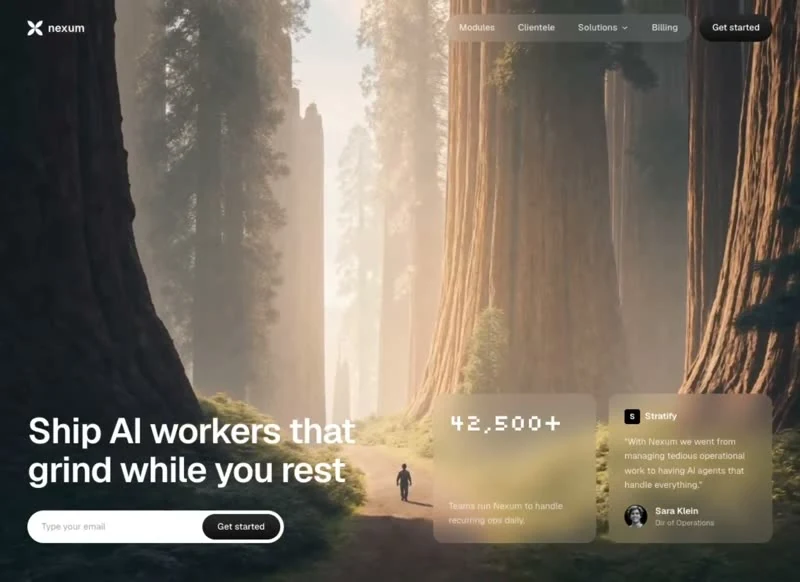 nexum
Modules
Clientele
Solutions
Billing
Get started
Ship AI workers that
grind while you rest
Type your email
Get started
42,500+
Teams run Nexum to handle
recurring ops daily.
S
Stratify
"With Nexum we went from
managing tedious operational
work to having AI agents that
handle everything."
Sara Klein
Dir of Operations